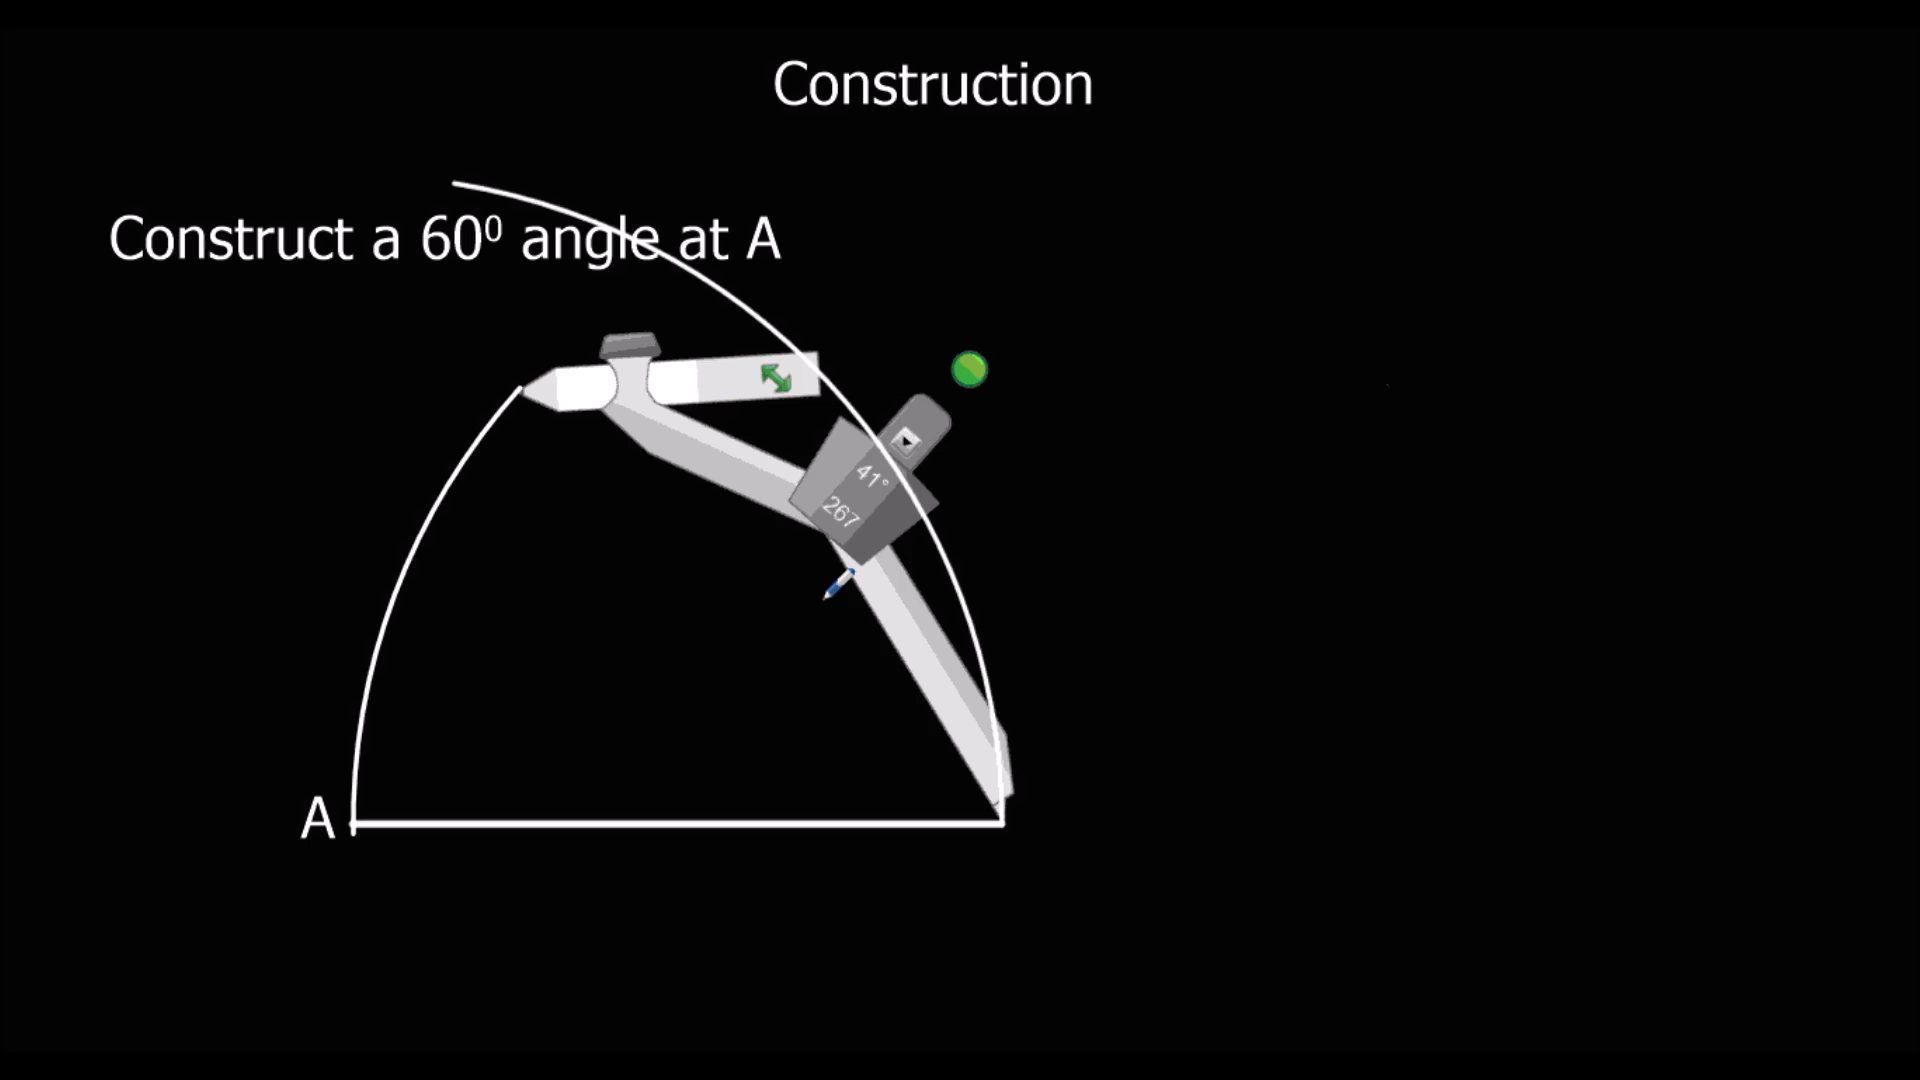 Construction
Construct a 60⁰ angle at A
41°
267
A